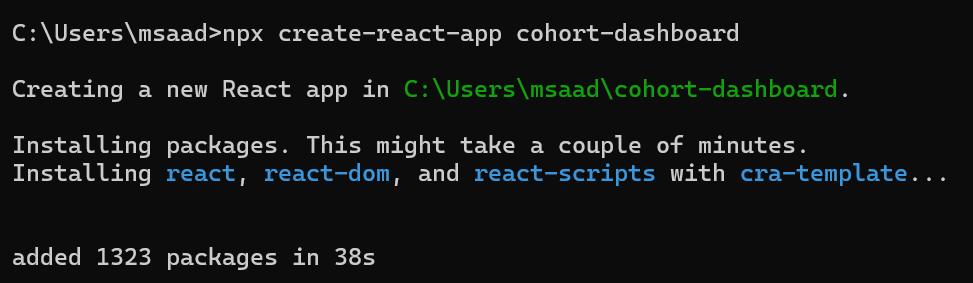 C:\Users\msaad>npx create-react-app cohort-dashboard
Creating a new React app in C:\Users\msaad\cohort-dashboard.
Installing packages. This might take a couple of minutes.
Installing react, react-dom, and react-scripts with cra-template...
added 1323 packages in 38s